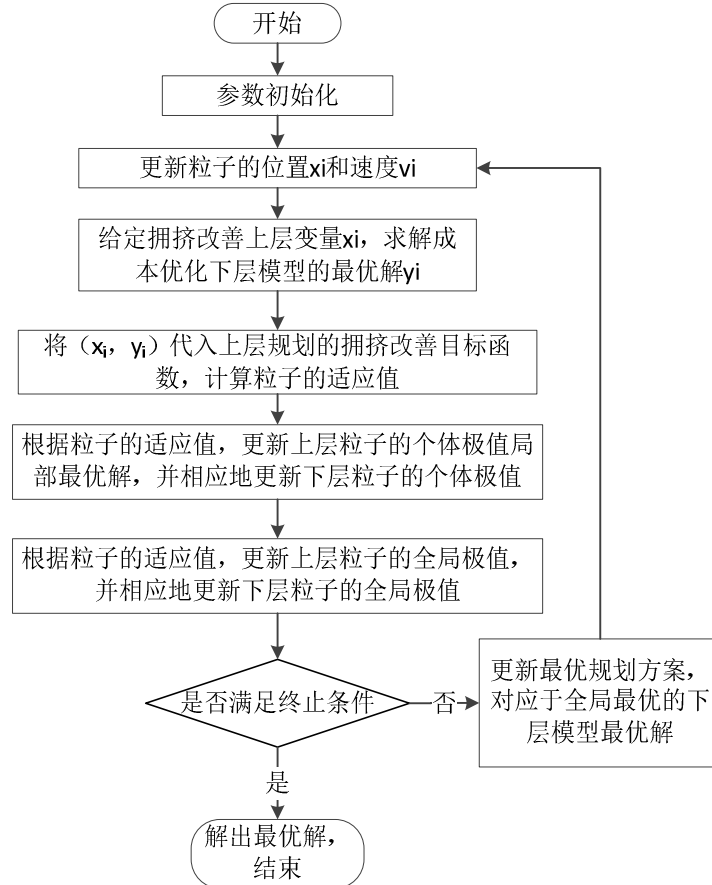 开始
参数初始化
更新粒子的位置xi和速度vi
给定拥挤改善上层变量xi，求解成
本优化下层模型的最优解yi
将（xi，yi）代入上层规划的拥挤改善目标函
数，计算粒子的适应值
根据粒子的适应值，更新上层粒子的个体极值局
部最优解，并相应地更新下层粒子的个体极值
根据粒子的适应值，更新上层粒子的全局极值，
并相应地更新下层粒子的全局极值
是否满足终止条件
否
更新最优规划方案，
对应于全局最优的下
层模型最优解
是
解出最优解，
结束